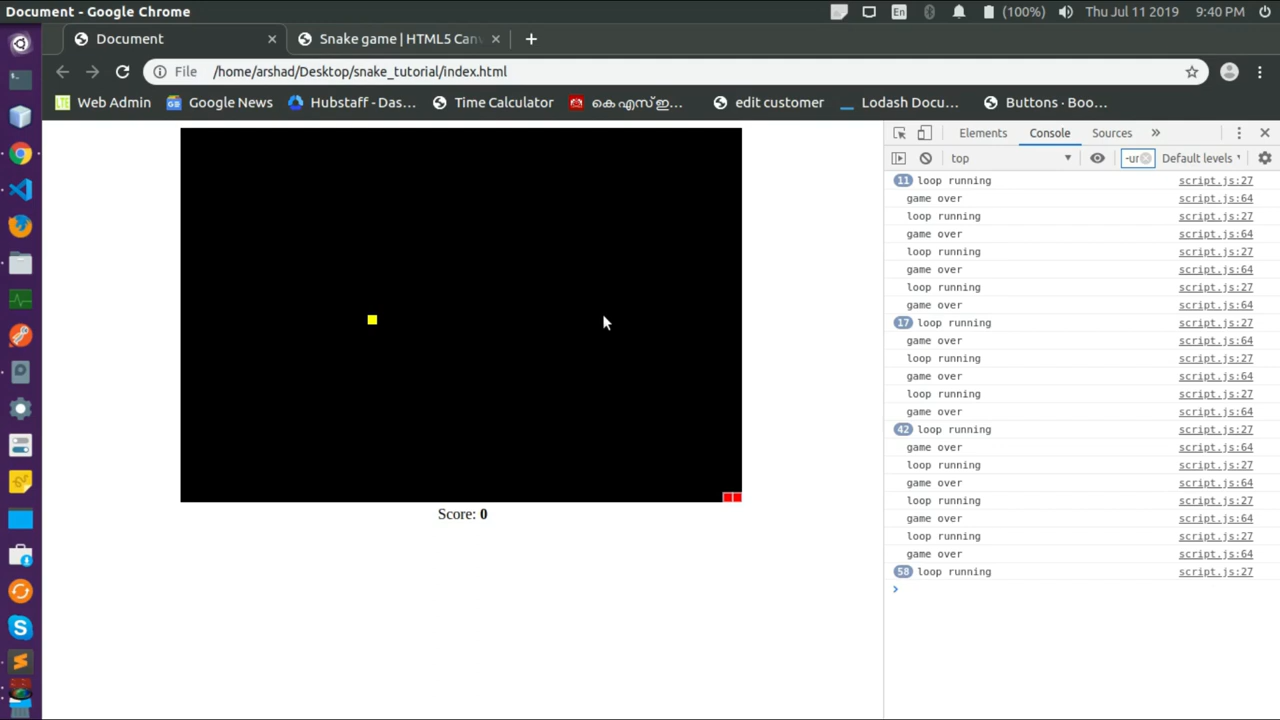 Document - Google Chrome
En
(100%)
Thu Jul 11 2019
9:40 PM
Document
Snake game | HTML5 Can
File
/home/arshad/Desktop/snake_tutorial/index.html
Web Admin
Google News
Hubstaff - Das...
Time Calculator
കെ എസ് ഇ...
edit customer
Lodash Docu...
Buttons · Boo...
Elements
Console
Sources
»
top
-ur
Default levels
11 loop running script.js:27
game over script.js:64
loop running script.js:27
game over script.js:64
loop running script.js:27
game over script.js:64
loop running script.js:27
game over script.js:64
17 loop running script.js:27
game over script.js:64
loop running script.js:27
game over script.js:64
loop running script.js:27
game over script.js:64
42 loop running script.js:27
game over script.js:64
loop running script.js:27
game over script.js:64
loop running script.js:27
game over script.js:64
loop running script.js:27
game over script.js:64
58 loop running script.js:27
Score: 0